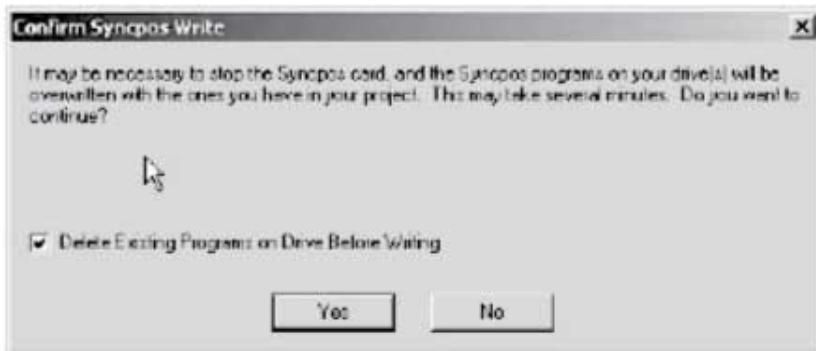 Confirm Syncpos Write
It may be necessary to stop the Syncpos card, and the Syncpos programs on your drive(s) will be
overwritten with the ones you have in your project. This may take several minutes. Do you want to
continue?
Delete Existing Programs on Drive Before Writing
Yes
No